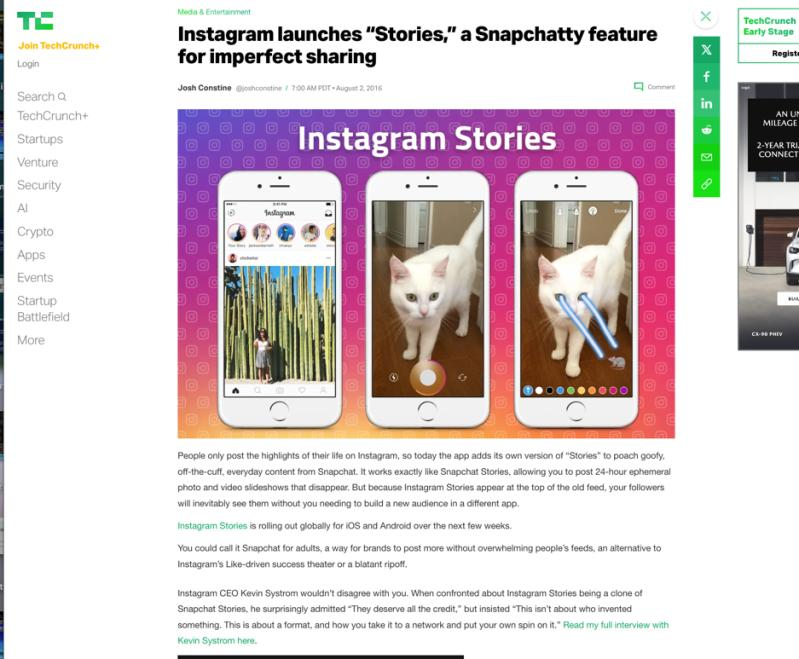 TC
Join TechCrunch+
Login
Search
TechCrunch+
Startups
Venture
Security
AI
Crypto
Apps
Events
Startup
Battlefield
More
Media & Entertainment
Instagram launches “Stories,” a Snapchatty feature
for imperfect sharing
Josh Constine @joshconstine / 7:00 AM PDT • August 2, 2016
Comment
Instagram Stories
Instagram
Your Story
Done
People only post the highlights of their life on Instagram, so today the app adds its own version of “Stories” to poach goofy,
off-the-cuff, everyday content from Snapchat. It works exactly like Snapchat Stories, allowing you to post 24-hour ephemeral
photo and video slideshows that disappear. But because Instagram Stories appear at the top of the old feed, your followers
will inevitably see them without you needing to build a new audience in a different app.
Instagram Stories is rolling out globally for iOS and Android over the next few weeks.
You could call it Snapchat for adults, a way for brands to post more without overwhelming people’s feeds, an alternative to
Instagram’s Like-driven success theater or a blatant ripoff.
Instagram CEO Kevin Systrom wouldn’t disagree with you. When confronted about Instagram Stories being a clone of
Snapchat Stories, he surprisingly admitted “They deserve all the credit,” but insisted “This isn’t about who invented
something. This is about a format, and how you take it to a network and put your own spin on it.” Read my full interview with
Kevin Systrom here.
TechCrunch
Early Stage
Registe
AN UN
MILEAGE
2-YEAR TRI
CONNECT
BUIL
CX-90 PHEV